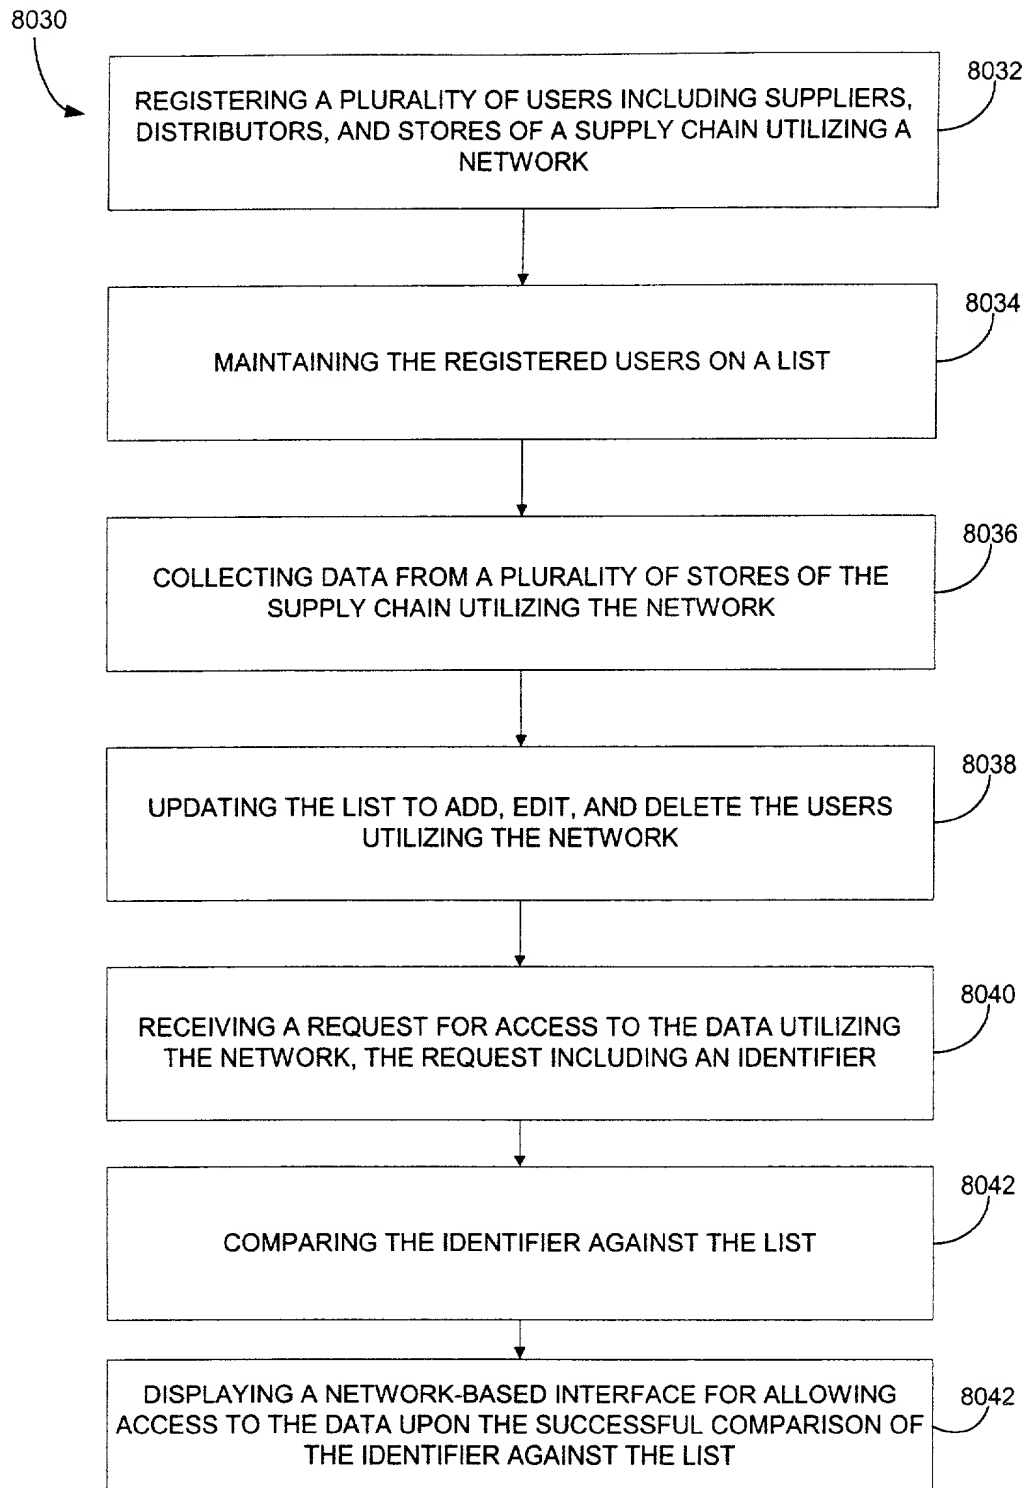 8030
8032
REGISTERING A PLURALITY OF USERS INCLUDING SUPPLIERS,
DISTRIBUTORS, AND STORES OF A SUPPLY CHAIN UTILIZING A
NETWORK
8034
MAINTAINING THE REGISTERED USERS ON A LIST
8036
COLLECTING DATA FROM A PLURALITY OF STORES OF THE
SUPPLY CHAIN UTILIZING THE NETWORK
8038
UPDATING THE LIST TO ADD, EDIT, AND DELETE THE USERS
UTILIZING THE NETWORK
8040
RECEIVING A REQUEST FOR ACCESS TO THE DATA UTILIZING
THE NETWORK, THE REQUEST INCLUDING AN IDENTIFIER
8042
COMPARING THE IDENTIFIER AGAINST THE LIST
8042
DISPLAYING A NETWORK-BASED INTERFACE FOR ALLOWING
ACCESS TO THE DATA UPON THE SUCCESSFUL COMPARISON OF
THE IDENTIFIER AGAINST THE LIST